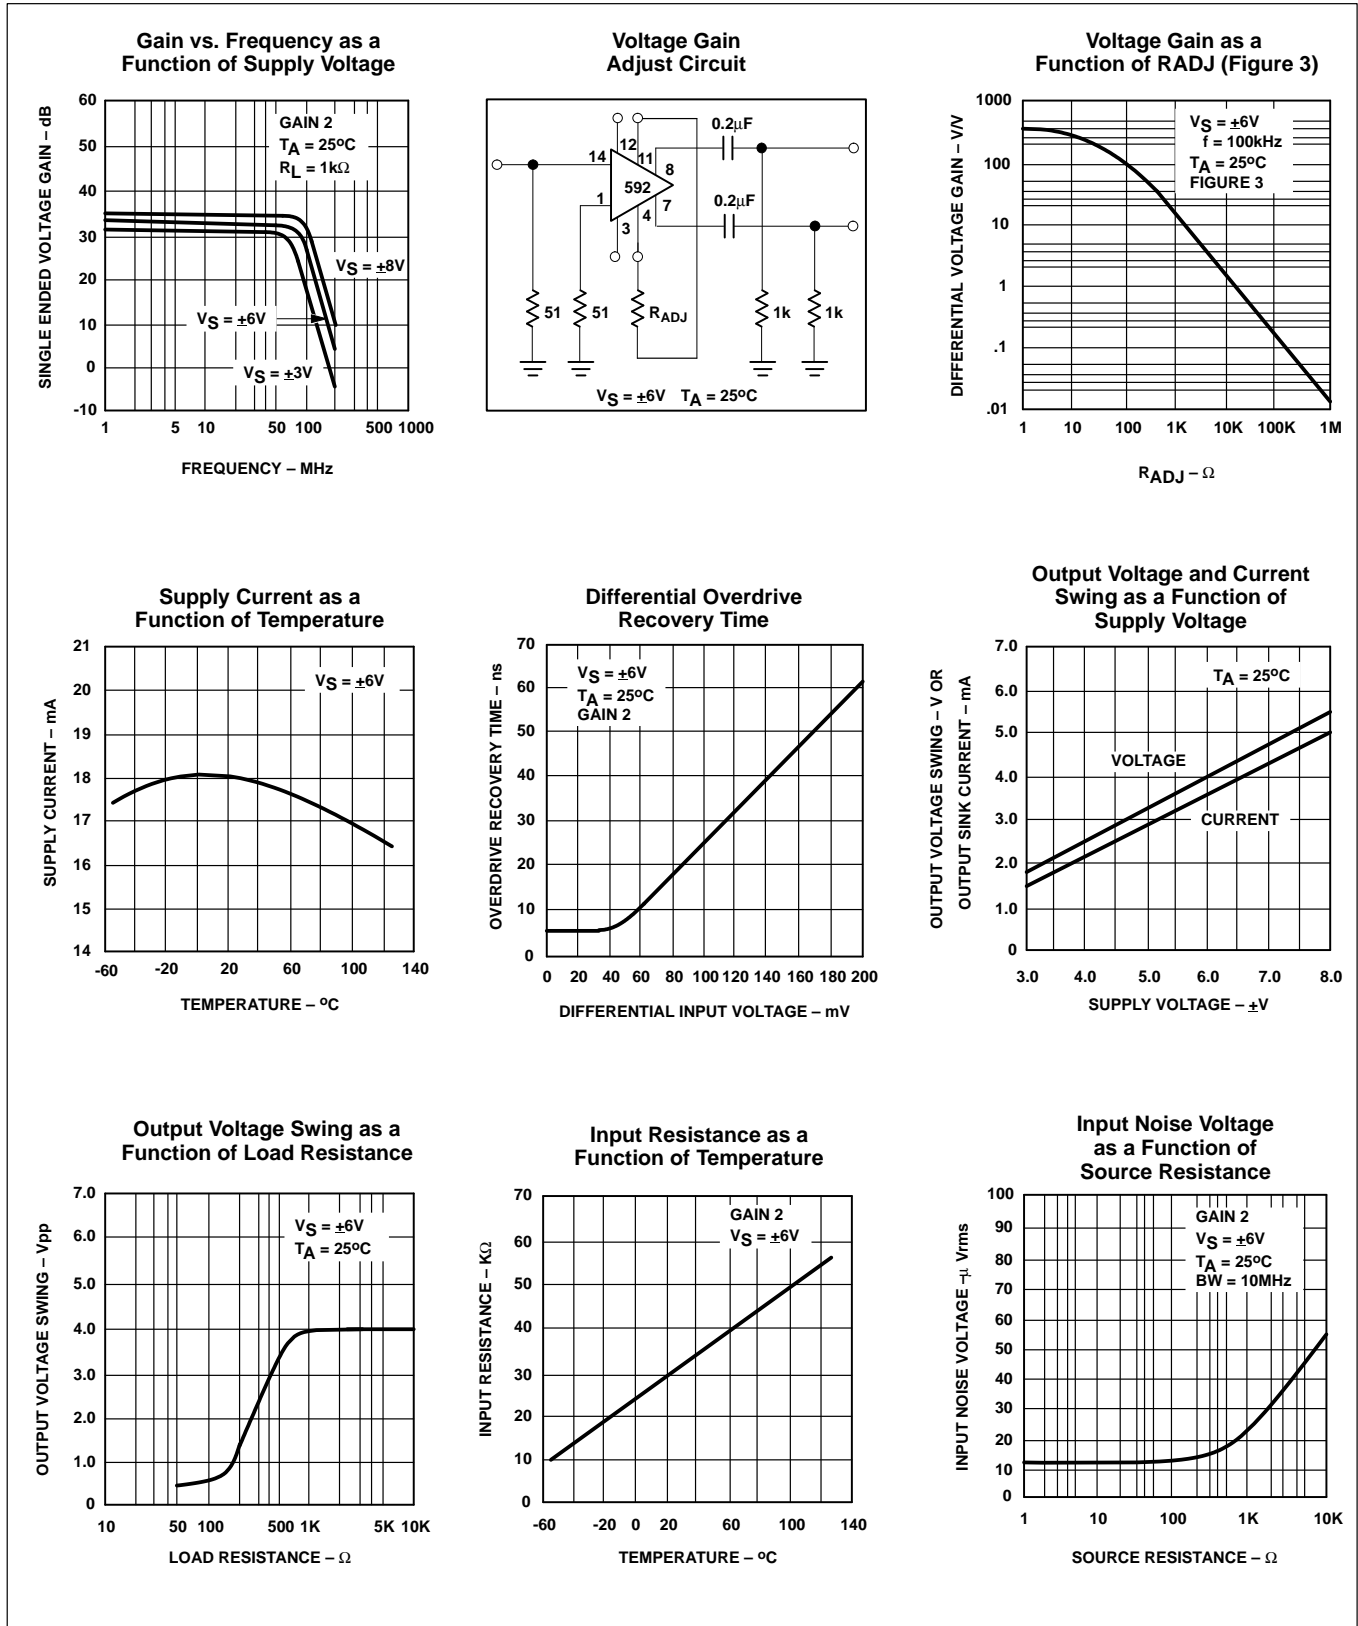 Gain vs. Frequency as a
Function of Supply Voltage
60
50
40
30
20
10
0
-10
SINGLE ENDED VOLTAGE GAIN – dB
GAIN 2
TA = 25oC
RL = 1kΩ
VS = ±8V
VS = ±6V
VS = ±3V
1 5 10 50 100 500 1000
FREQUENCY – MHz
Voltage Gain
Adjust Circuit
0.2µF
12
11
14
8
592
1
7
0.2µF
4
3
51
51
RADJ
1k
1k
VS = ±6V TA = 25oC
Voltage Gain as a
Function of RADJ (Figure 3)
1000
100
10
1
.1
.01
DIFFERENTIAL VOLTAGE GAIN – V/V
VS = ±6V
f = 100kHz
TA = 25oC
FIGURE 3
1 10 100 1K 10K 100K 1M
RADJ – Ω
Supply Current as a
Function of Temperature
21
20
19
18
17
16
15
14
SUPPLY CURRENT – mA
VS = ±6V
-60 -20 20 60 100 140
TEMPERATURE – oC
Differential Overdrive
Recovery Time
70
60
50
40
30
20
10
0
OVERDRIVE RECOVERY TIME – ns
VS = ±6V
TA = 25oC
GAIN 2
0 20 40 60 80 100 120 140 160 180 200
DIFFERENTIAL INPUT VOLTAGE – mV
Output Voltage and Current
Swing as a Function of
Supply Voltage
7.0
6.0
5.0
4.0
3.0
2.0
1.0
0
OUTPUT VOLTAGE SWING – V OR
OUTPUT SINK CURRENT – mA
TA = 25oC
VOLTAGE
CURRENT
3.0 4.0 5.0 6.0 7.0 8.0
SUPPLY VOLTAGE – ±V
Output Voltage Swing as a
Function of Load Resistance
7.0
6.0
5.0
4.0
3.0
2.0
1.0
0
OUTPUT VOLTAGE SWING – Vpp
VS = ±6V
TA = 25oC
10 50 100 500 1K 5K 10K
LOAD RESISTANCE – Ω
Input Resistance as a
Function of Temperature
70
60
50
40
30
20
10
0
INPUT RESISTANCE – KΩ
GAIN 2
VS = ±6V
-60 -20 0 20 60 100 140
TEMPERATURE – oC
Input Noise Voltage
as a Function of
Source Resistance
100
90
80
70
60
50
40
30
20
10
0
INPUT NOISE VOLTAGE –µ Vrms
GAIN 2
VS = ±6V
TA = 25oC
BW = 10MHz
1 10 100 1K 10K
SOURCE RESISTANCE – Ω